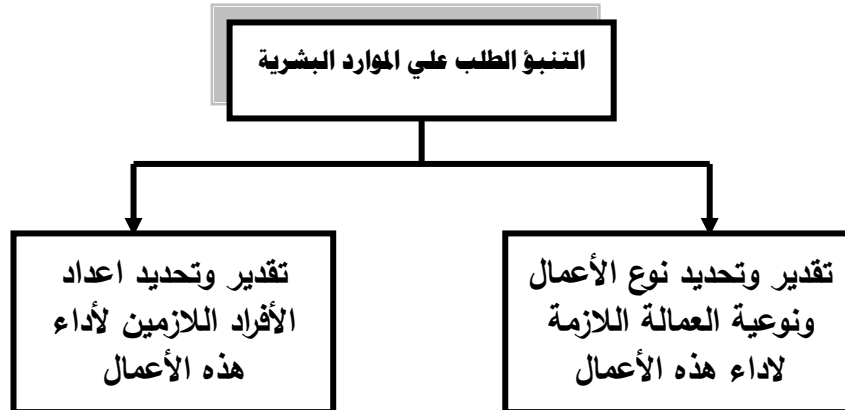 التنبؤ الطلب علي الموارد البشرية
تقدير وتحديد نوع الأعمال
ونوعية العمالة اللازمة
لاداء هذه الأعمال
تقدير وتحديد اعداد
الأفراد اللازمين لأداء
هذه الأعمال